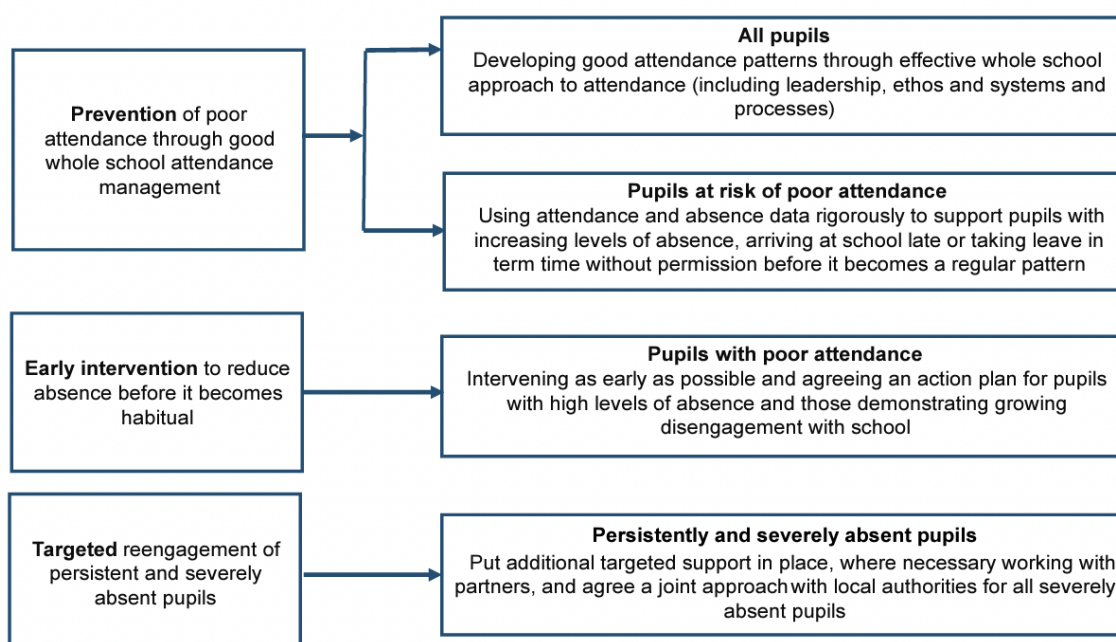 Prevention of poor
attendance through good
whole school attendance
management
All pupils
Developing good attendance patterns through effective whole school
approach to attendance (including leadership, ethos and systems and
processes)
Pupils at risk of poor attendance
Using attendance and absence data rigorously to support pupils with
increasing levels of absence, arriving at school late or taking leave in
term time without permission before it becomes a regular pattern
Early intervention to reduce
absence before it becomes
habitual
Pupils with poor attendance
Intervening as early as possible and agreeing an action plan for pupils
with high levels of absence and those demonstrating growing
disengagement with school
Targeted reengagement of
persistent and severely
absent pupils
Persistently and severely absent pupils
Put additional targeted support in place, where necessary working with
partners, and agree a joint approach with local authorities for all severely
absent pupils